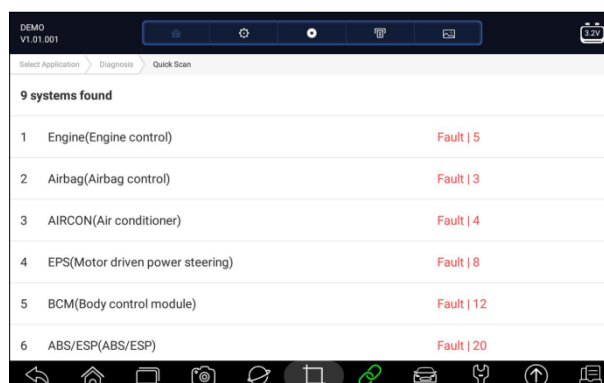 DEMO
V1.01.001
3.2V
Select Application Diagnosis Quick Scan
9 systems found
1 Engine(Engine control) Fault | 5
2 Airbag(Airbag control) Fault | 3
3 AIRCON(Air conditioner) Fault | 4
4 EPS(Motor driven power steering) Fault | 8
5 BCM(Body control module) Fault | 12
6 ABS/ESP(ABS/ESP) Fault | 20